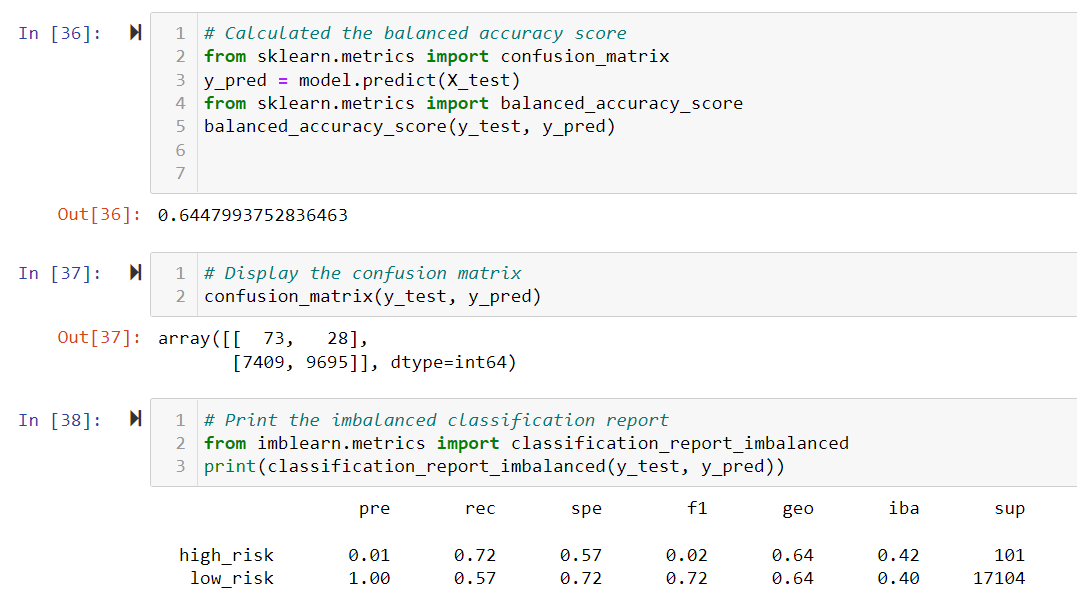 In [36]:
1 # Calculated the balanced accuracy score
2 from sklearn.metrics import confusion_matrix
3 y_pred = model.predict(X_test)
4 from sklearn.metrics import balanced_accuracy_score
5 balanced_accuracy_score(y_test, y_pred)
6
7
Out[36]: 0.6447993752836463
In [37]:
1 # Display the confusion matrix
2 confusion_matrix(y_test, y_pred)
Out[37]: array([[  73,   28],
       [7409, 9695]], dtype=int64)
In [38]:
1 # Print the imbalanced classification report
2 from imblearn.metrics import classification_report_imbalanced
3 print(classification_report_imbalanced(y_test, y_pred))
pre rec spe f1 geo iba sup
high_risk 0.01 0.72 0.57 0.02 0.64 0.42 101
low_risk 1.00 0.57 0.72 0.72 0.64 0.40 17104